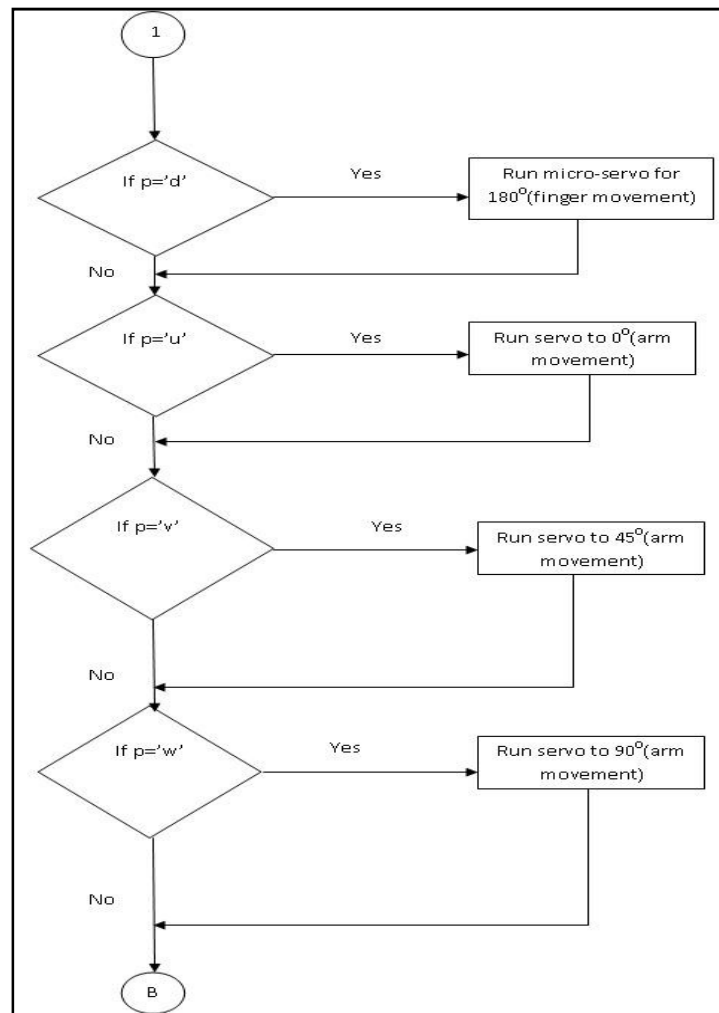 1
If p='d'
Yes
Run micro-servo for
180°(finger movement)
No
If p='u'
Yes
Run servo to 0°(arm
movement)
No
If p='v'
Yes
Run servo to 45°(arm
movement)
No
If p='w'
Yes
Run servo to 90°(arm
movement)
No
B